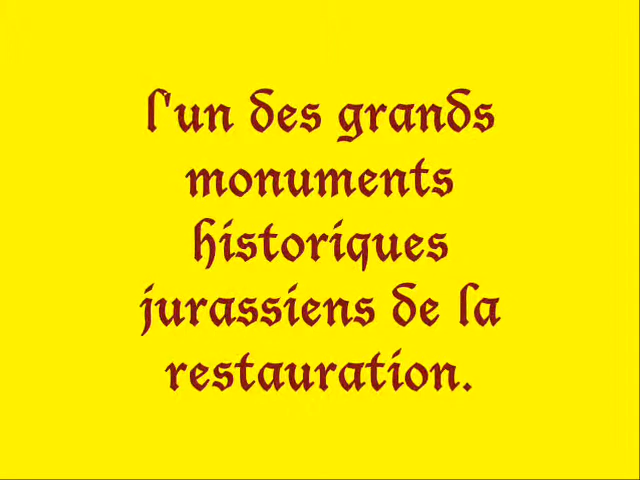 l'un des grands
monuments
historiques
jurassiens de la
restauration.